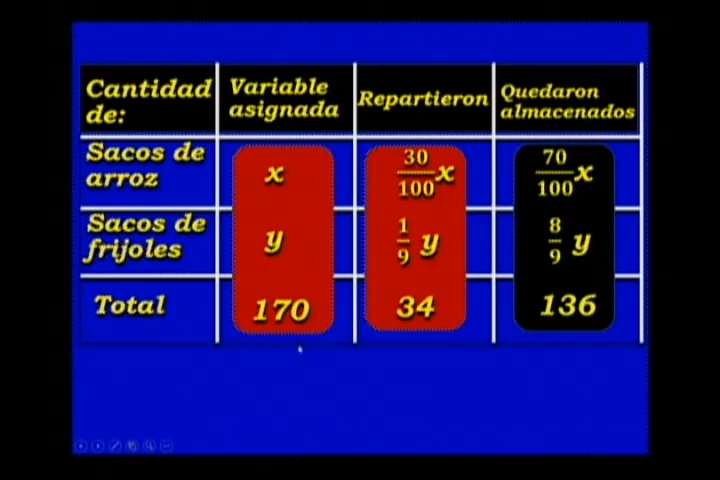 Cantidad de:
Variable asignada
Repartieron
Quedaron almacenados
Sacos de arroz
x
30/100 x
70/100 x
Sacos de frijoles
y
1/9 y
8/9 y
Total
170
34
136